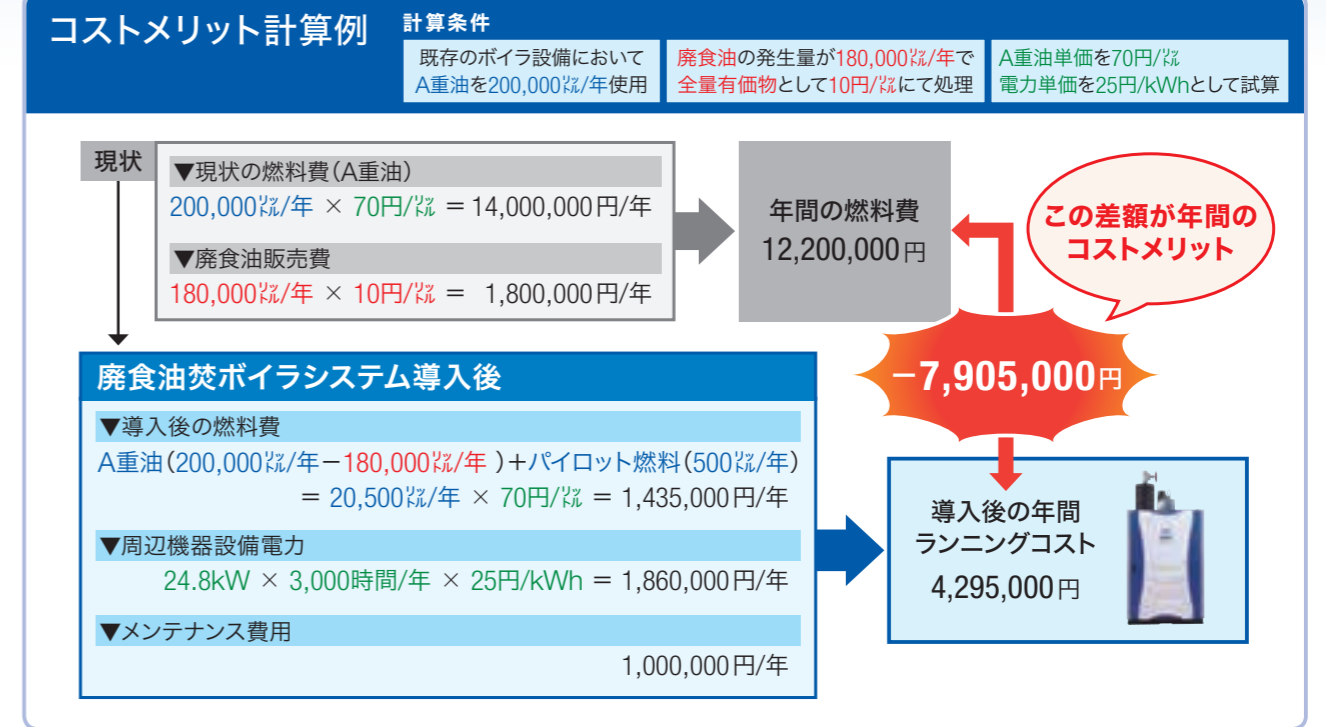 コストメリット計算例
計算条件
既存のボイラ設備において
A重油を200,000㍑/年使用
廃食油の発生量が180,000㍑/年で
全量有価物として10円/㍑にて処理
A重油単価を70円/㍑
電力単価を25円/kWhとして試算
現状
▼現状の燃料費(A重油)
200,000㍑/年 × 70円/㍑ = 14,000,000円/年
▼廃食油販売費
180,000㍑/年 × 10円/㍑ = 1,800,000円/年
年間の燃料費
12,200,000円
この差額が年間の
コストメリット
−7,905,000円
廃食油焚ボイラシステム導入後
▼導入後の燃料費
A重油(200,000㍑/年−180,000㍑/年)+パイロット燃料(500㍑/年)
= 20,500㍑/年 × 70円/㍑ = 1,435,000円/年
▼周辺機器設備電力
24.8kW × 3,000時間/年 × 25円/kWh = 1,860,000円/年
▼メンテナンス費用
1,000,000円/年
導入後の年間
ランニングコスト
4,295,000円